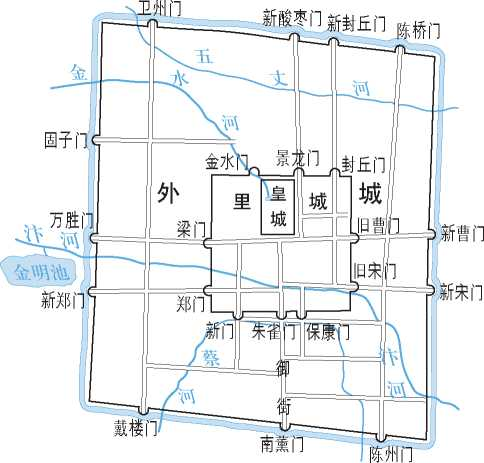 卫州门
新酸枣门
新封丘门
陈桥门
五丈河
金水河
固子门
金水门
景龙门
封丘门
外城
里城
皇城
万胜门
汴河
梁门
旧曹门
新曹门
金明池
旧宋门
新郑门
郑门
新宋门
新门
朱雀门
保康门
蔡河
御街
汴河
戴楼门
南薰门
陈州门